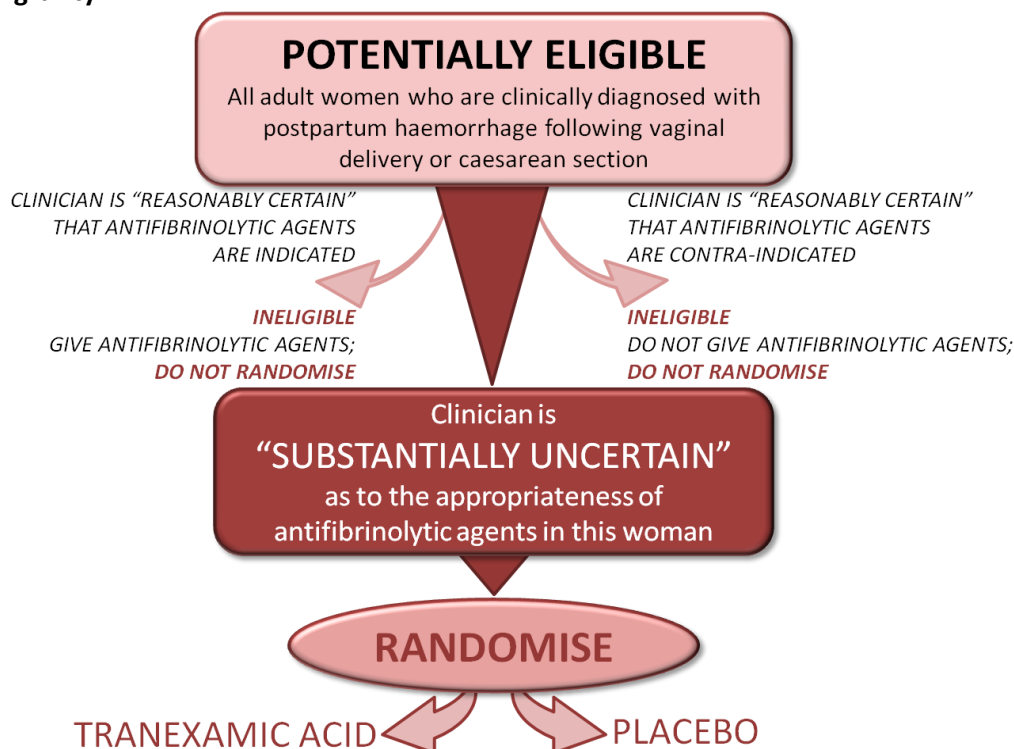 POTENTIALLY ELIGIBLE
All adult women who are clinically diagnosed with
postpartum haemorrhage following vaginal
delivery or caesarean section
CLINICIAN IS “REASONABLY CERTAIN”
THAT ANTIFIBRINOLYTIC AGENTS
ARE INDICATED
INELIGIBLE
GIVE ANTIFIBRINOLYTIC AGENTS;
DO NOT RANDOMISE
CLINICIAN IS “REASONABLY CERTAIN”
THAT ANTIFIBRINOLYTIC AGENTS
ARE CONTRA-INDICATED
INELIGIBLE
DO NOT GIVE ANTIFIBRINOLYTIC AGENTS;
DO NOT RANDOMISE
Clinician is
“SUBSTANTIALLY UNCERTAIN”
as to the appropriateness of
antifibrinolytic agents in this woman
RANDOMISE
TRANEXAMIC ACID
PLACEBO